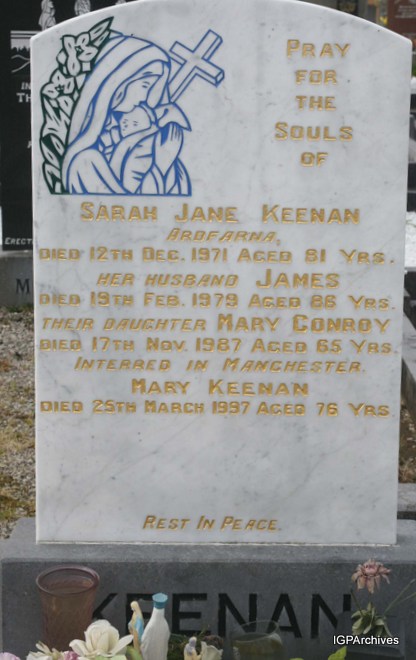 Pray
for
the
Souls
of
Sarah Jane Keenan
Ardfarna,
died 12th Dec. 1971 Aged 81 Yrs.
her husband James
died 19th Feb. 1979 Aged 86 Yrs.
their daughter Mary Conroy
died 17th Nov. 1987 Aged 65 Yrs.
Interred in Manchester.
Mary Keenan
died 25th March 1997 Aged 76 Yrs
Rest In Peace.
KEENAN
IGPArchives